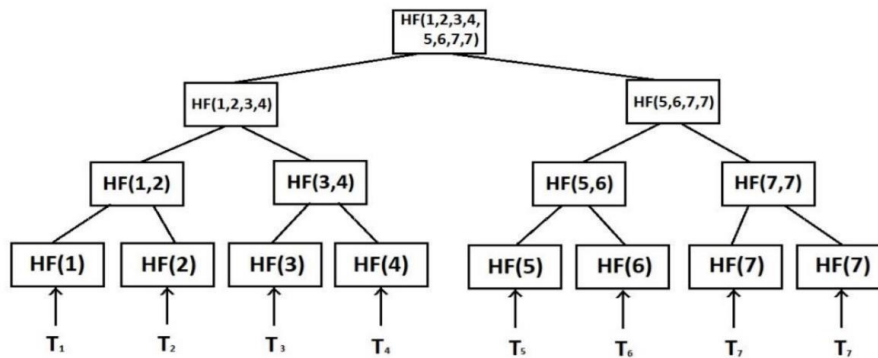 HF(1,2,3,4,
5,6,7,7)
HF(1,2,3,4)
HF(5,6,7,7)
HF(1,2)
HF(3,4)
HF(5,6)
HF(7,7)
HF(1)
HF(2)
HF(3)
HF(4)
HF(5)
HF(6)
HF(7)
HF(7)
T₁
T₂
T₃
T₄
T₅
T₆
T₇
T₇